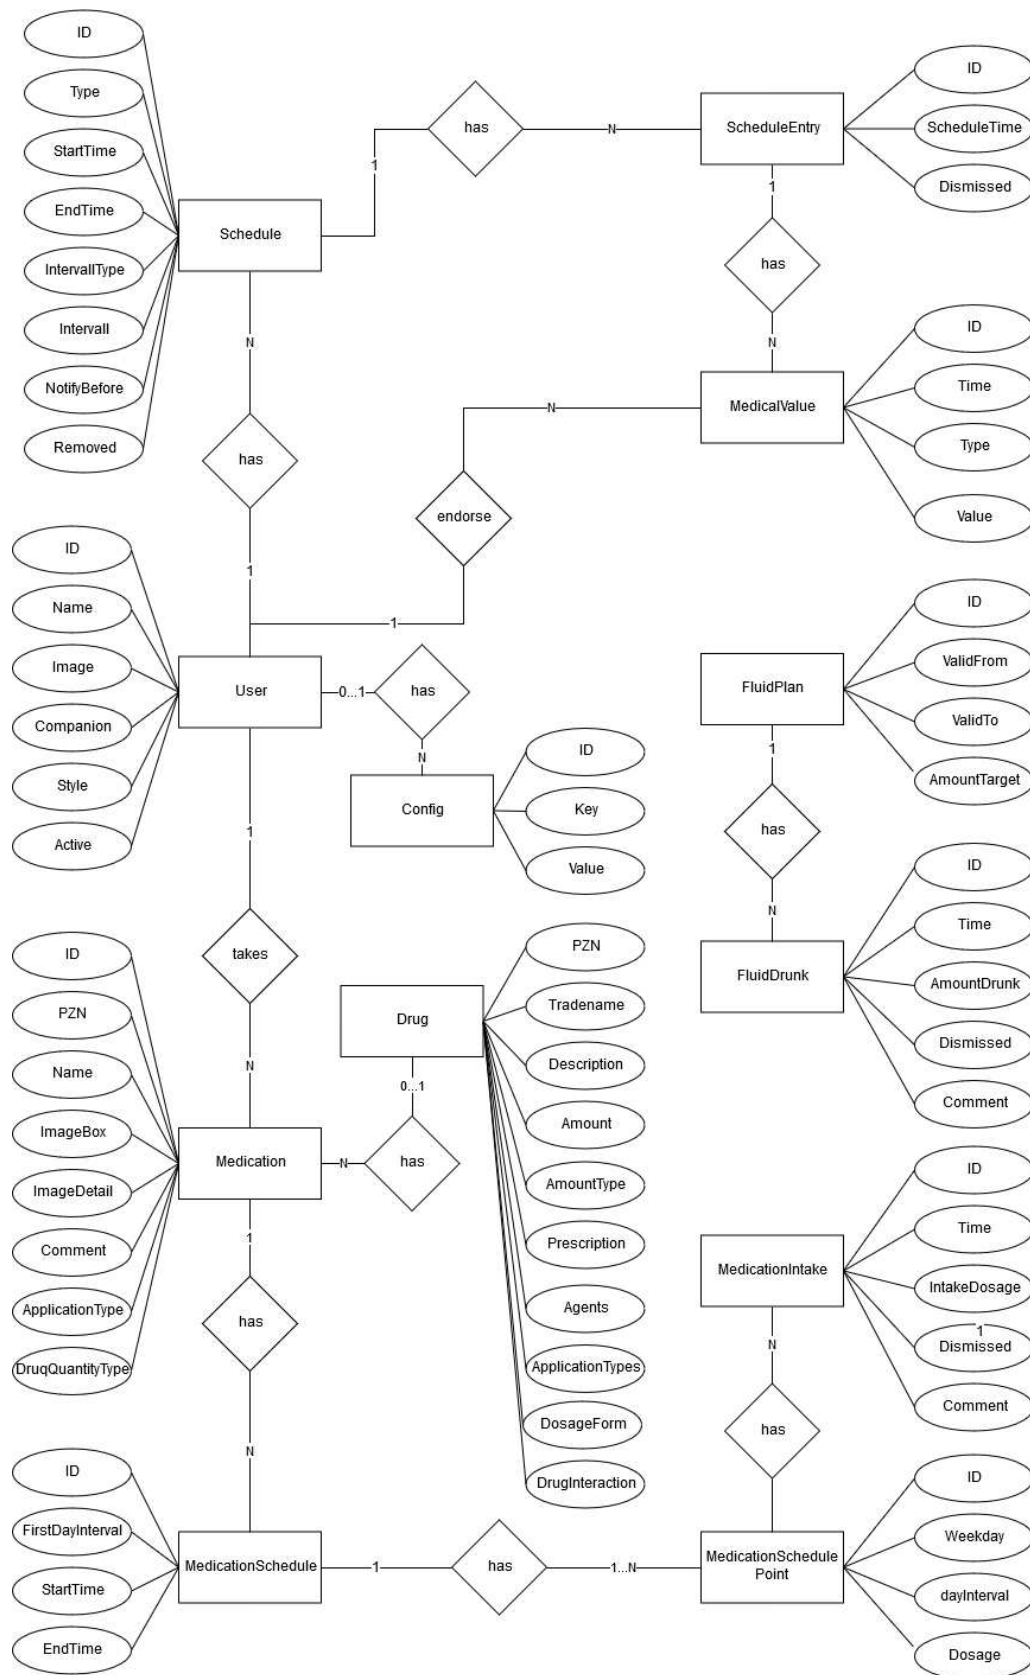 ID
Type
StartTime
EndTime
IntervallType
Intervall
NotifyBefore
Removed
Schedule
1
has
N
ScheduleEntry
ID
ScheduleTime
Dismissed
1
has
N
MedicalValue
ID
Time
Type
Value
N
has
1
N
endorse
1
ID
Name
Image
Companion
Style
Active
User
0...1
has
N
Config
ID
Key
Value
FluidPlan
ID
ValidFrom
ValidTo
AmountTarget
1
has
N
FluidDrunk
ID
Time
AmountDrunk
Dismissed
Comment
1
takes
N
ID
PZN
Name
ImageBox
ImageDetail
Comment
ApplicationType
DruqQuantityType
Medication
N
has
0...1
Drug
PZN
Tradename
Description
Amount
AmountType
Prescription
Agents
ApplicationTypes
DosageForm
DrugInteraction
MedicationIntake
ID
Time
IntakeDosage
1
Dismissed
Comment
N
has
1
has
N
ID
FirstDayInterval
StartTime
EndTime
MedicationSchedule
1
has
1...N
MedicationSchedule
Point
ID
Weekday
dayInterval
Dosage